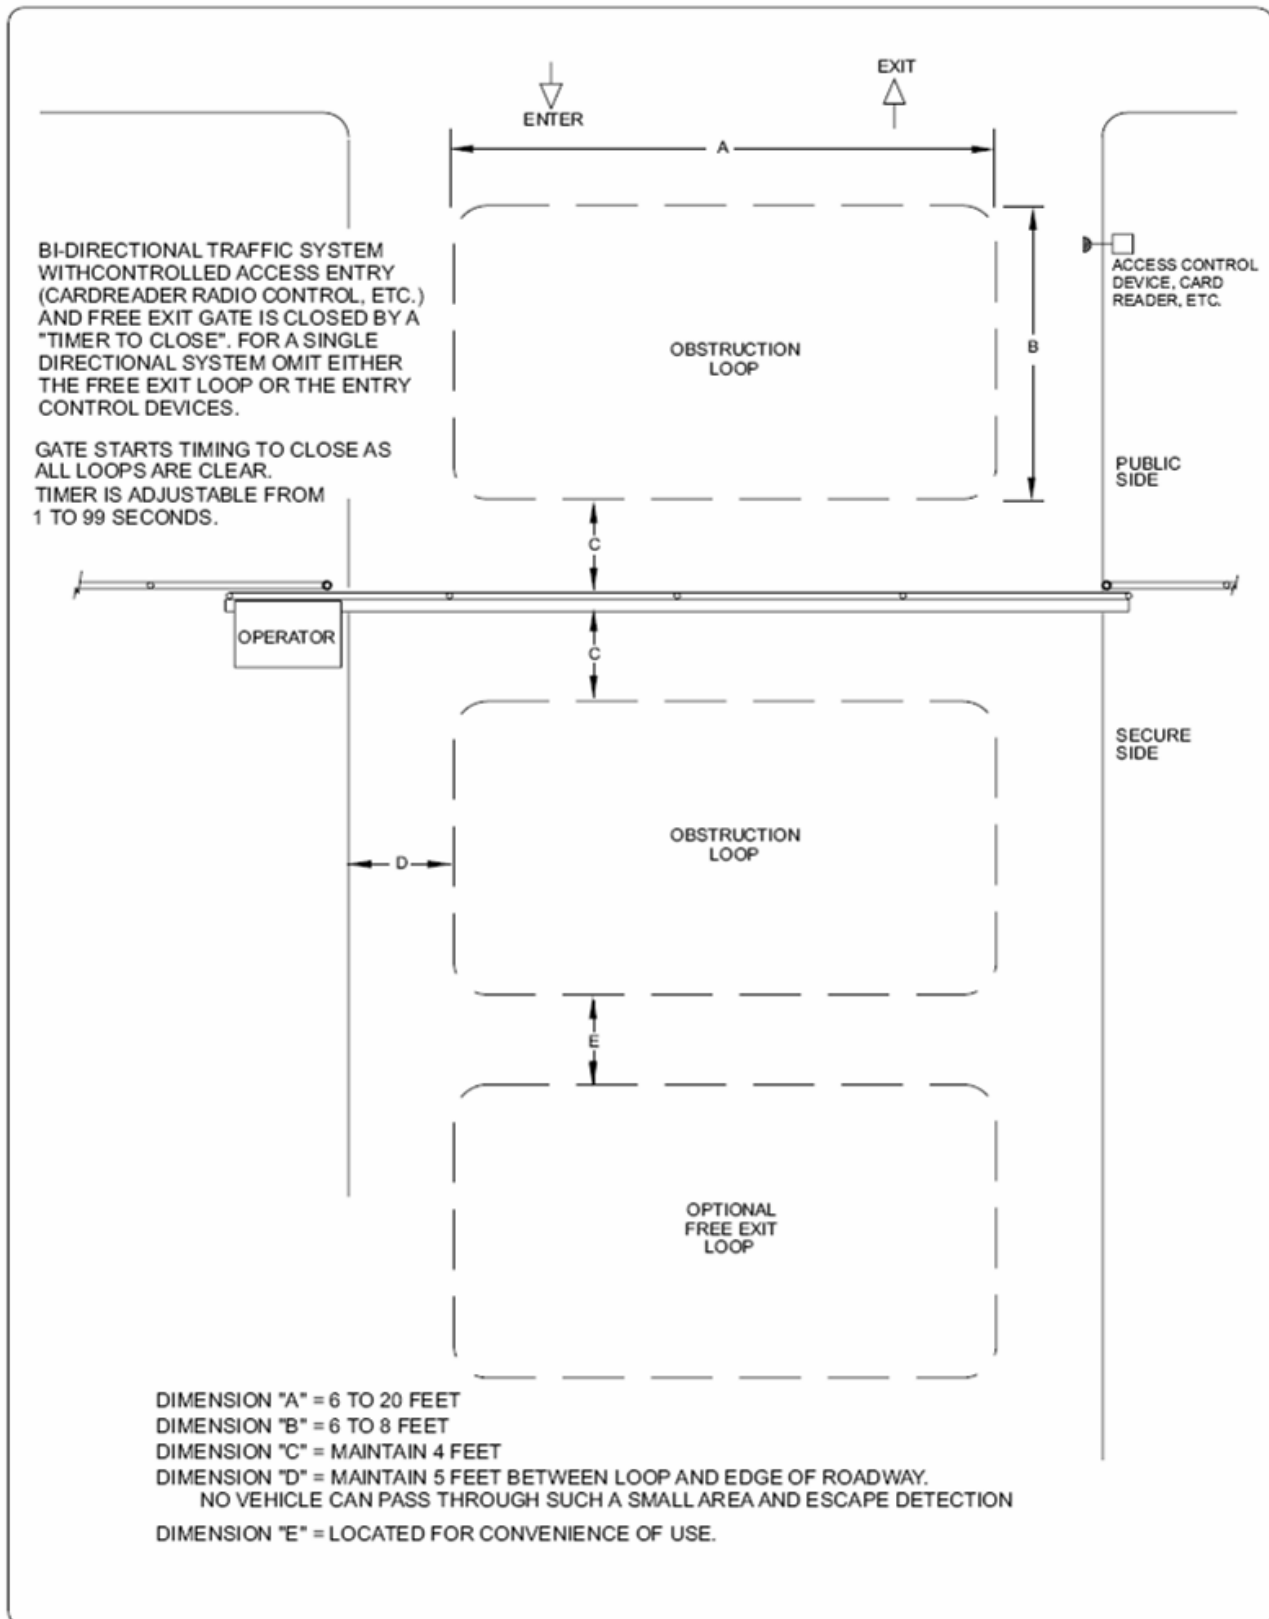 EXIT
ENTER
A
BI-DIRECTIONAL TRAFFIC SYSTEM
WITHCONTROLLED ACCESS ENTRY
(CARDREADER RADIO CONTROL, ETC.)
AND FREE EXIT GATE IS CLOSED BY A
"TIMER TO CLOSE". FOR A SINGLE
DIRECTIONAL SYSTEM OMIT EITHER
THE FREE EXIT LOOP OR THE ENTRY
CONTROL DEVICES.
GATE STARTS TIMING TO CLOSE AS
ALL LOOPS ARE CLEAR.
TIMER IS ADJUSTABLE FROM
1 TO 99 SECONDS.
OBSTRUCTION
LOOP
B
ACCESS CONTROL
DEVICE, CARD
READER, ETC.
PUBLIC
SIDE
C
OPERATOR
C
SECURE
SIDE
OBSTRUCTION
LOOP
D
E
OPTIONAL
FREE EXIT
LOOP
DIMENSION "A" = 6 TO 20 FEET
DIMENSION "B" = 6 TO 8 FEET
DIMENSION "C" = MAINTAIN 4 FEET
DIMENSION "D" = MAINTAIN 5 FEET BETWEEN LOOP AND EDGE OF ROADWAY.
NO VEHICLE CAN PASS THROUGH SUCH A SMALL AREA AND ESCAPE DETECTION
DIMENSION "E" = LOCATED FOR CONVENIENCE OF USE.